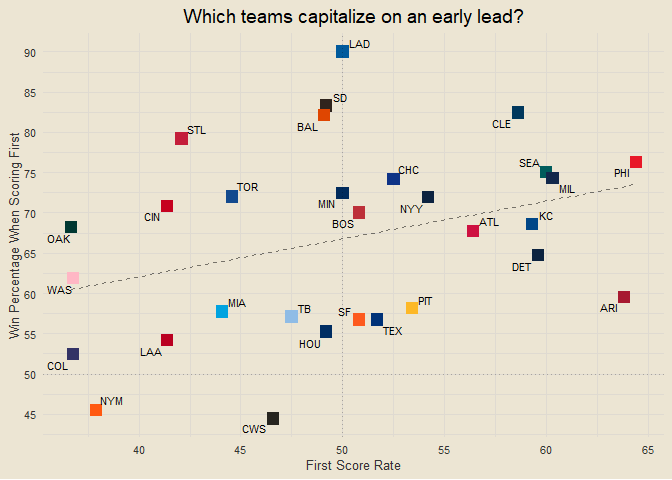 Which teams capitalize on an early lead?
Win Percentage When Scoring First
90
85
80
75
70
65
60
55
50
45
LAD
SD
BAL
CLE
STL
SEA
PHI
CHC
MIL
TOR
MIN
NYY
CIN
BOS
KC
ATL
OAK
DET
WAS
ARI
MIA
TB
SF
PIT
TEX
HOU
LAA
COL
NYM
CWS
40
45
50
55
60
65
First Score Rate